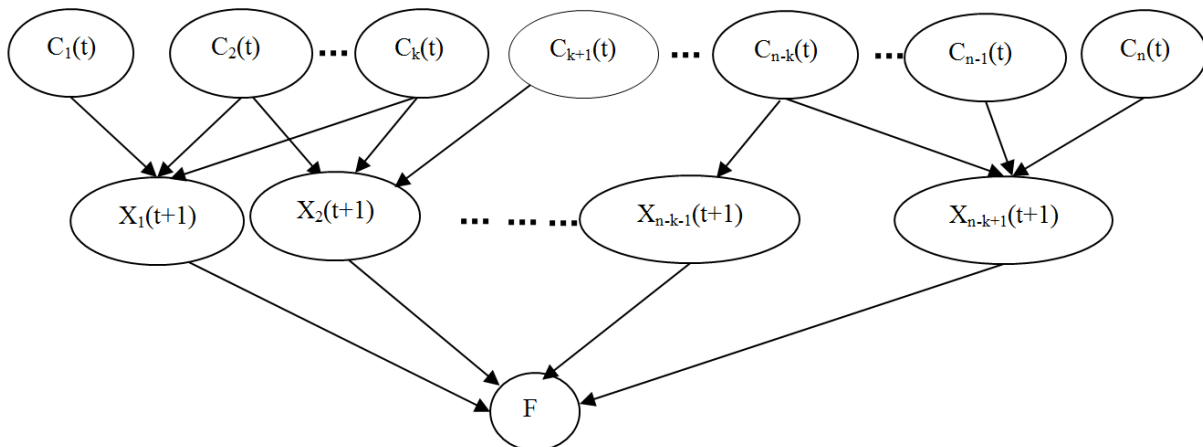 C₁(t) C₂(t) ... Cₖ(t) Cₖ₊₁(t) ... Cₙ₋ₖ(t) ... Cₙ₋₁(t) Cₙ(t)
X₁(t+1) X₂(t+1) ... ... ... Xₙ₋ₖ₋₁(t+1) Xₙ₋ₖ₊₁(t+1)
F